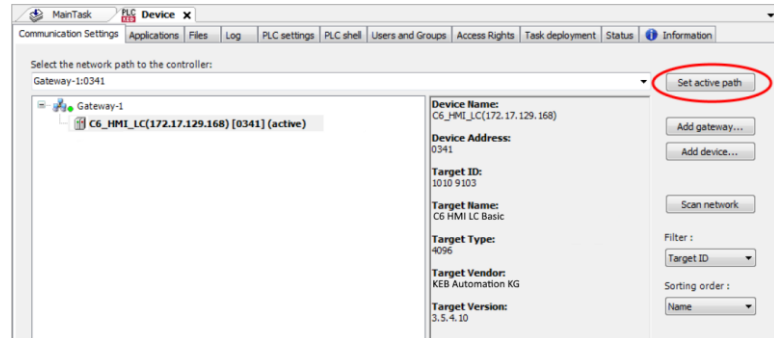 MainTask
PLC KEB Device x
Communication Settings Applications Files Log PLC settings PLC shell Users and Groups Access Rights Task deployment Status Information
Select the network path to the controller:
Gateway-1:0341
Set active path
Gateway-1
C6_HMI_LC(172.17.129.168) [0341] (active)
Device Name:
C6_HMI_LC(172.17.129.168)
Device Address:
0341
Target ID:
1010 9103
Target Name:
C6 HMI LC Basic
Target Type:
4096
Target Vendor:
KEB Automation KG
Target Version:
3.5.4.10
Add gateway...
Add device...
Scan network
Filter :
Target ID
Sorting order :
Name